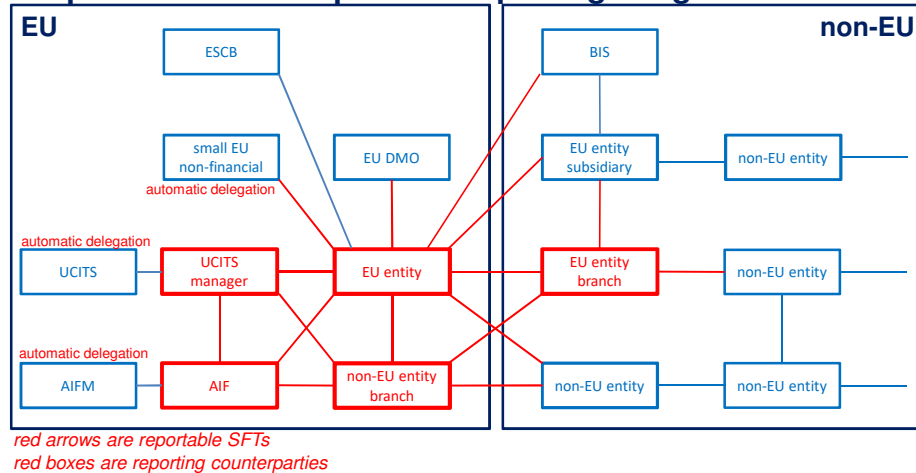 EU
non-EU
ESCB
BIS
small EU
non-financial
EU DMO
EU entity
subsidiary
non-EU entity
automatic delegation
automatic delegation
UCITS
UCITS
manager
EU entity
EU entity
branch
non-EU entity
automatic delegation
AIFM
AIF
non-EU entity
branch
non-EU entity
non-EU entity
red arrows are reportable SFTs
red boxes are reporting counterparties